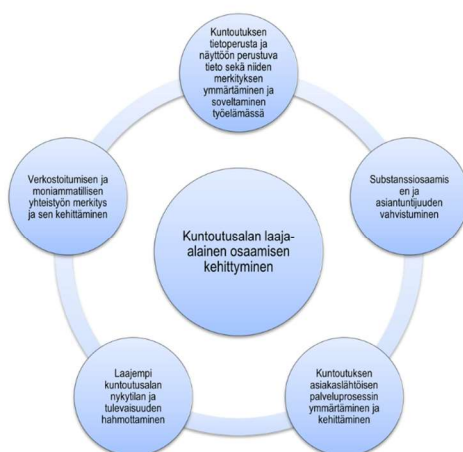 Kuntoutuksen
tietoperusta ja
näyttöön perustuva
tieto sekä niiden
merkityksen
ymmärtäminen ja
soveltaminen
työelämässä
Substanssiosaamis
en ja
asiantuntijuuden
vahvistuminen
Kuntoutuksen
asiakaslähtöisen
palveluprosessin
ymmärtäminen ja
kehittäminen
Laajempi
kuntoutusalan
nykytilan ja
tulevaisuuden
hahmottaminen
Verkostoitumisen ja
moniammatillisen
yhteistyön merkitys
ja sen kehittäminen
Kuntoutusalan laaja-
alainen osaamisen
kehittyminen